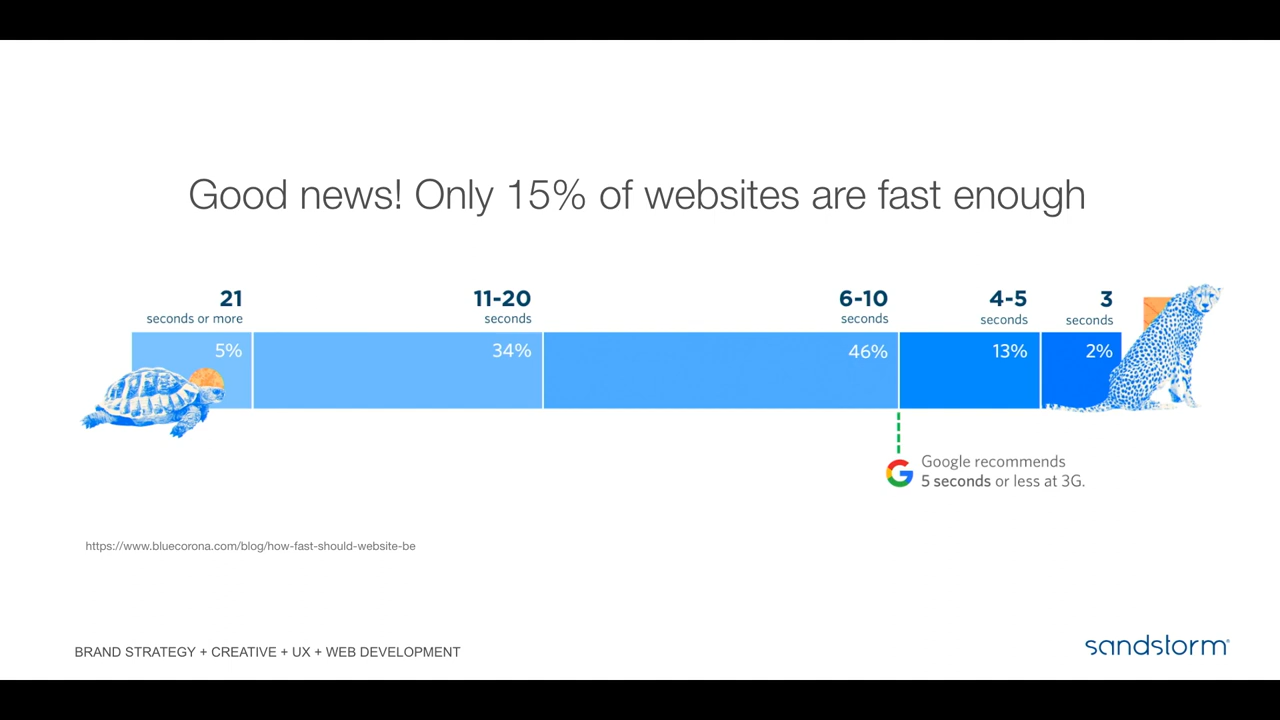 Good news! Only 15% of websites are fast enough
21
seconds or more
11-20
seconds
6-10
seconds
4-5
seconds
3
seconds
5%
34%
46%
13%
2%
Google recommends
5 seconds or less at 3G.
https://www.bluecorona.com/blog/how-fast-should-website-be
BRAND STRATEGY + CREATIVE + UX + WEB DEVELOPMENT
sandstorm®